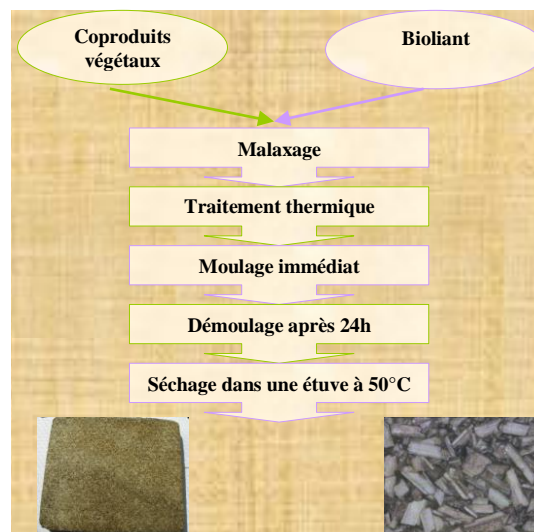 Coproduits
végétaux
Bioliant
Malaxage
Traitement thermique
Moulage immédiat
Démoulage après 24h
Séchage dans une étuve à 50°C